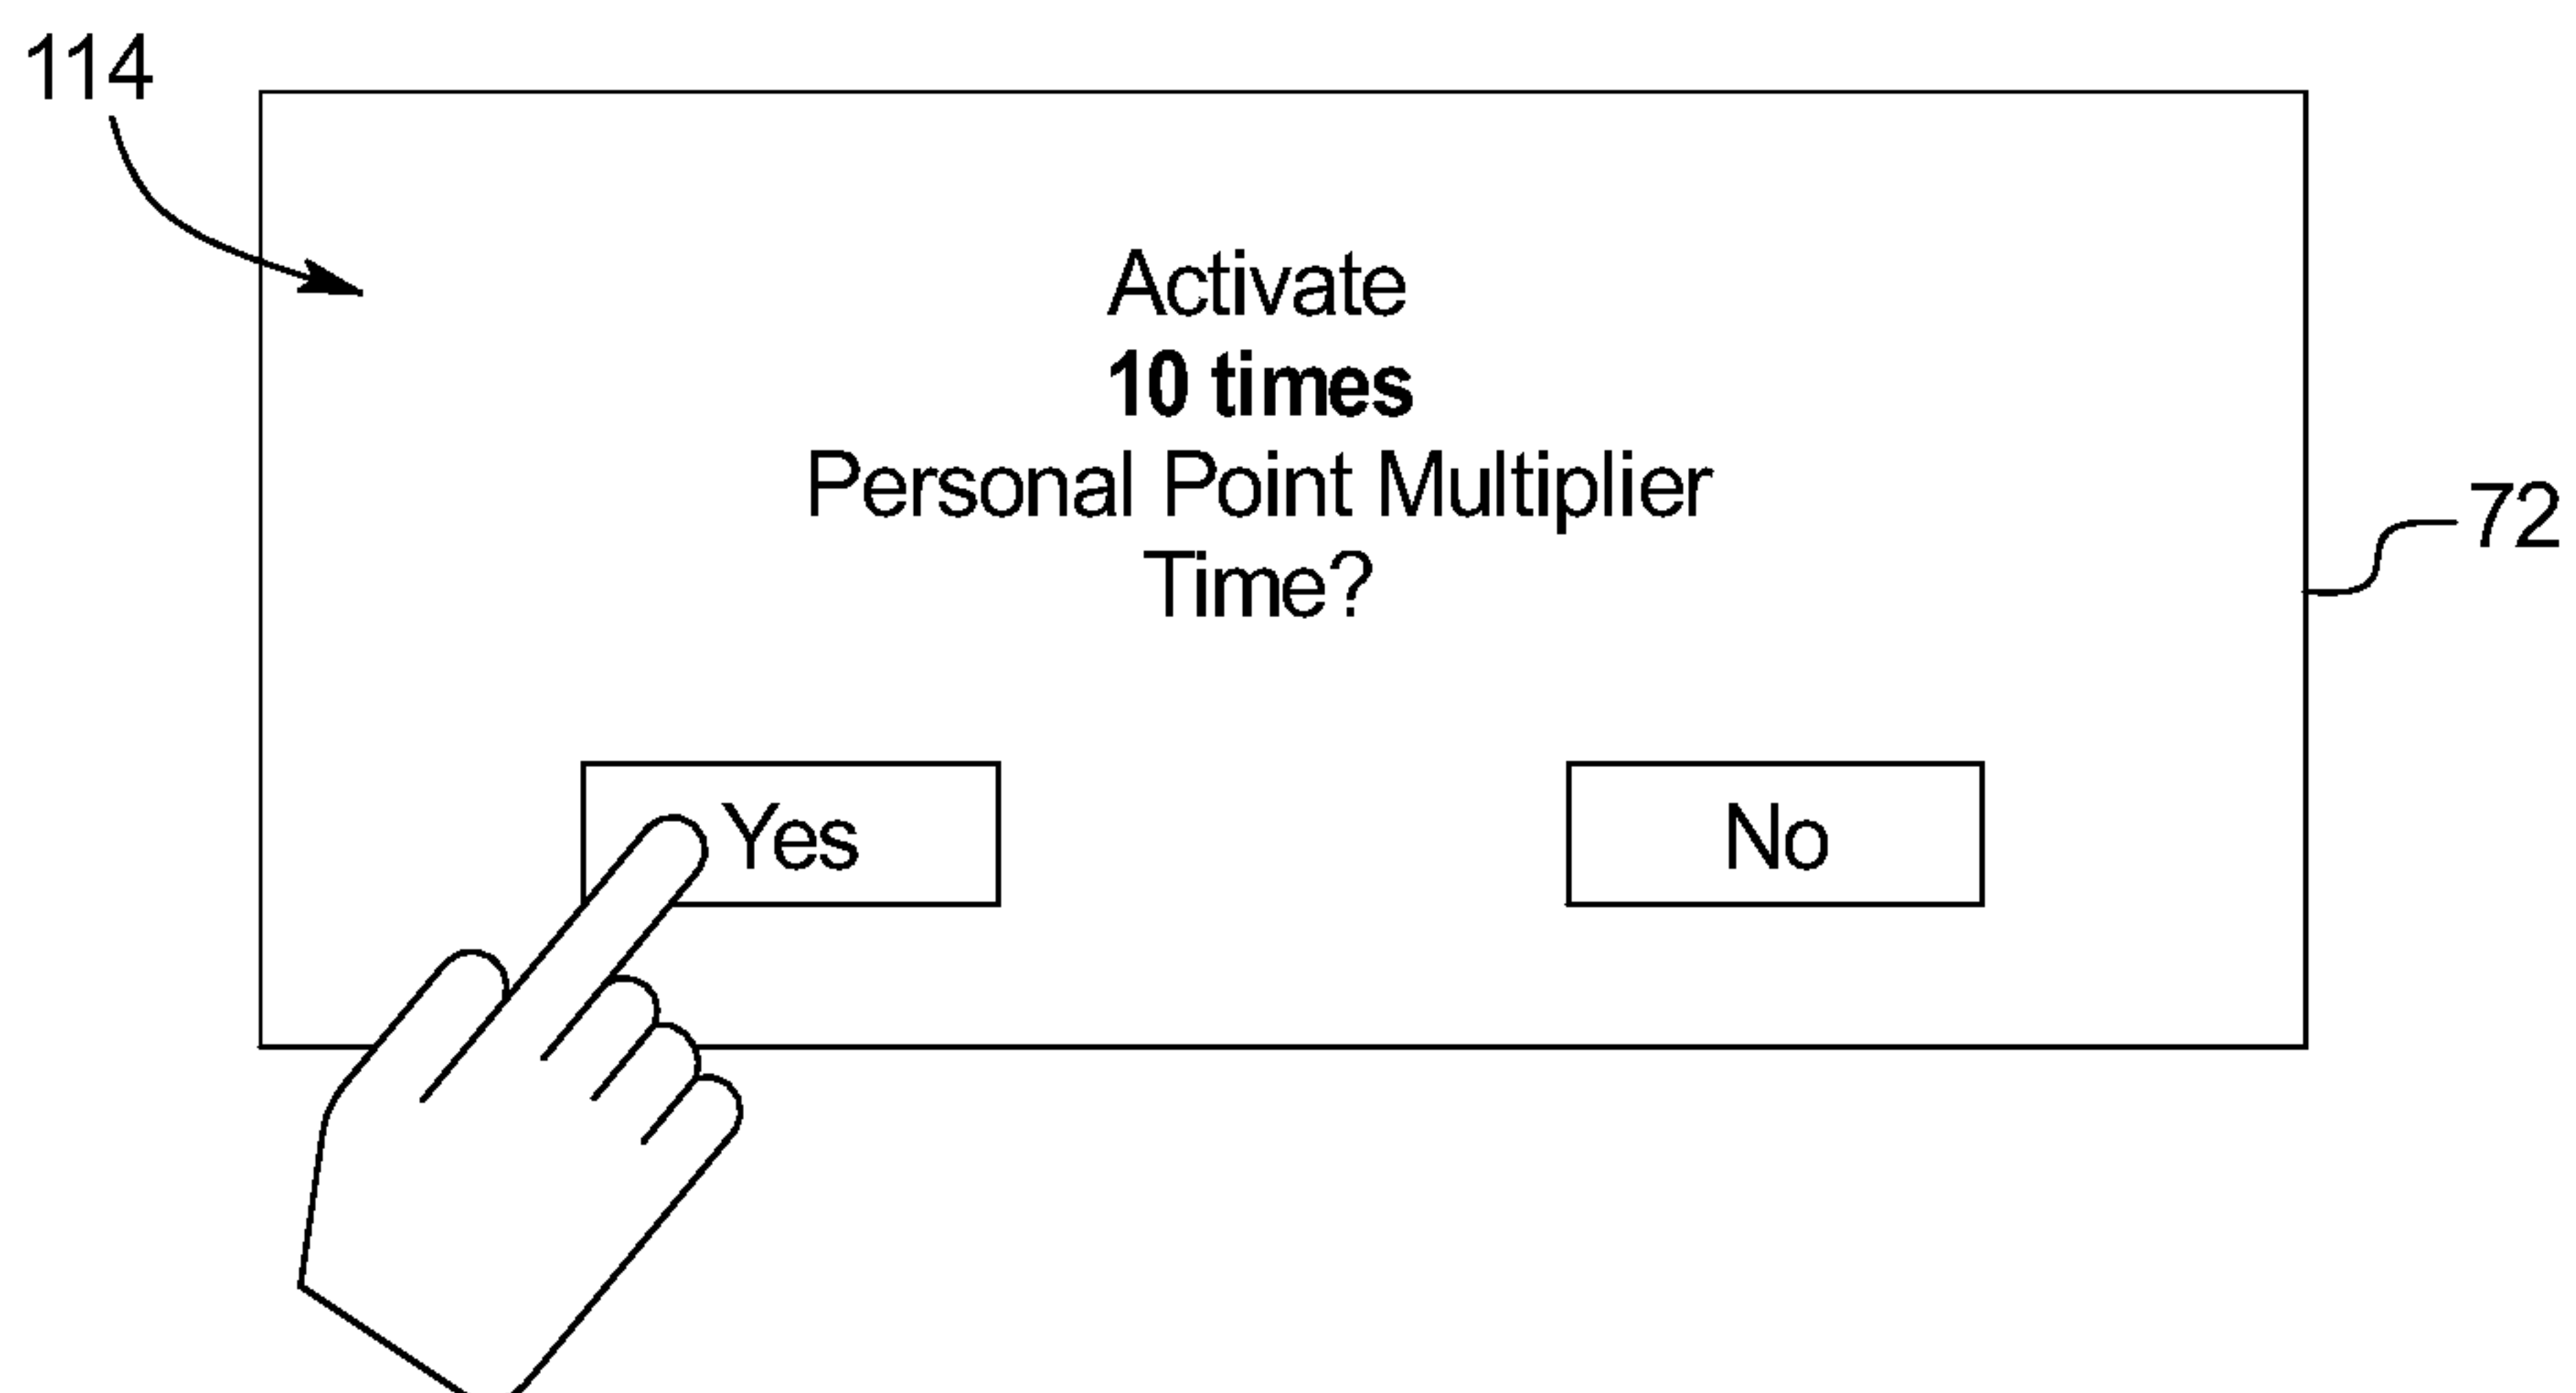 114
Activate
10 times
Personal Point Multiplier
Time?
72
Yes
No